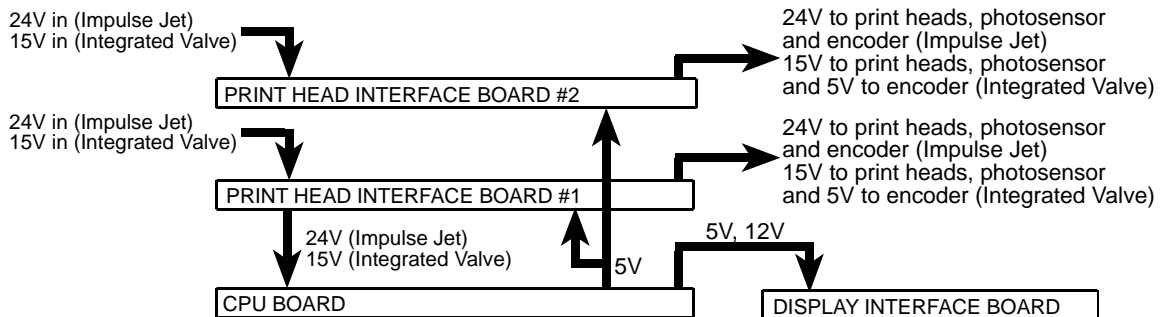 24V in (Impulse Jet)
15V in (Integrated Valve)
24V to print heads, photosensor
and encoder (Impulse Jet)
15V to print heads, photosensor
and 5V to encoder (Integrated Valve)
PRINT HEAD INTERFACE BOARD #2
24V in (Impulse Jet)
15V in (Integrated Valve)
24V to print heads, photosensor
and encoder (Impulse Jet)
15V to print heads, photosensor
and 5V to encoder (Integrated Valve)
PRINT HEAD INTERFACE BOARD #1
24V (Impulse Jet)
15V (Integrated Valve)
5V
5V, 12V
CPU BOARD
DISPLAY INTERFACE BOARD